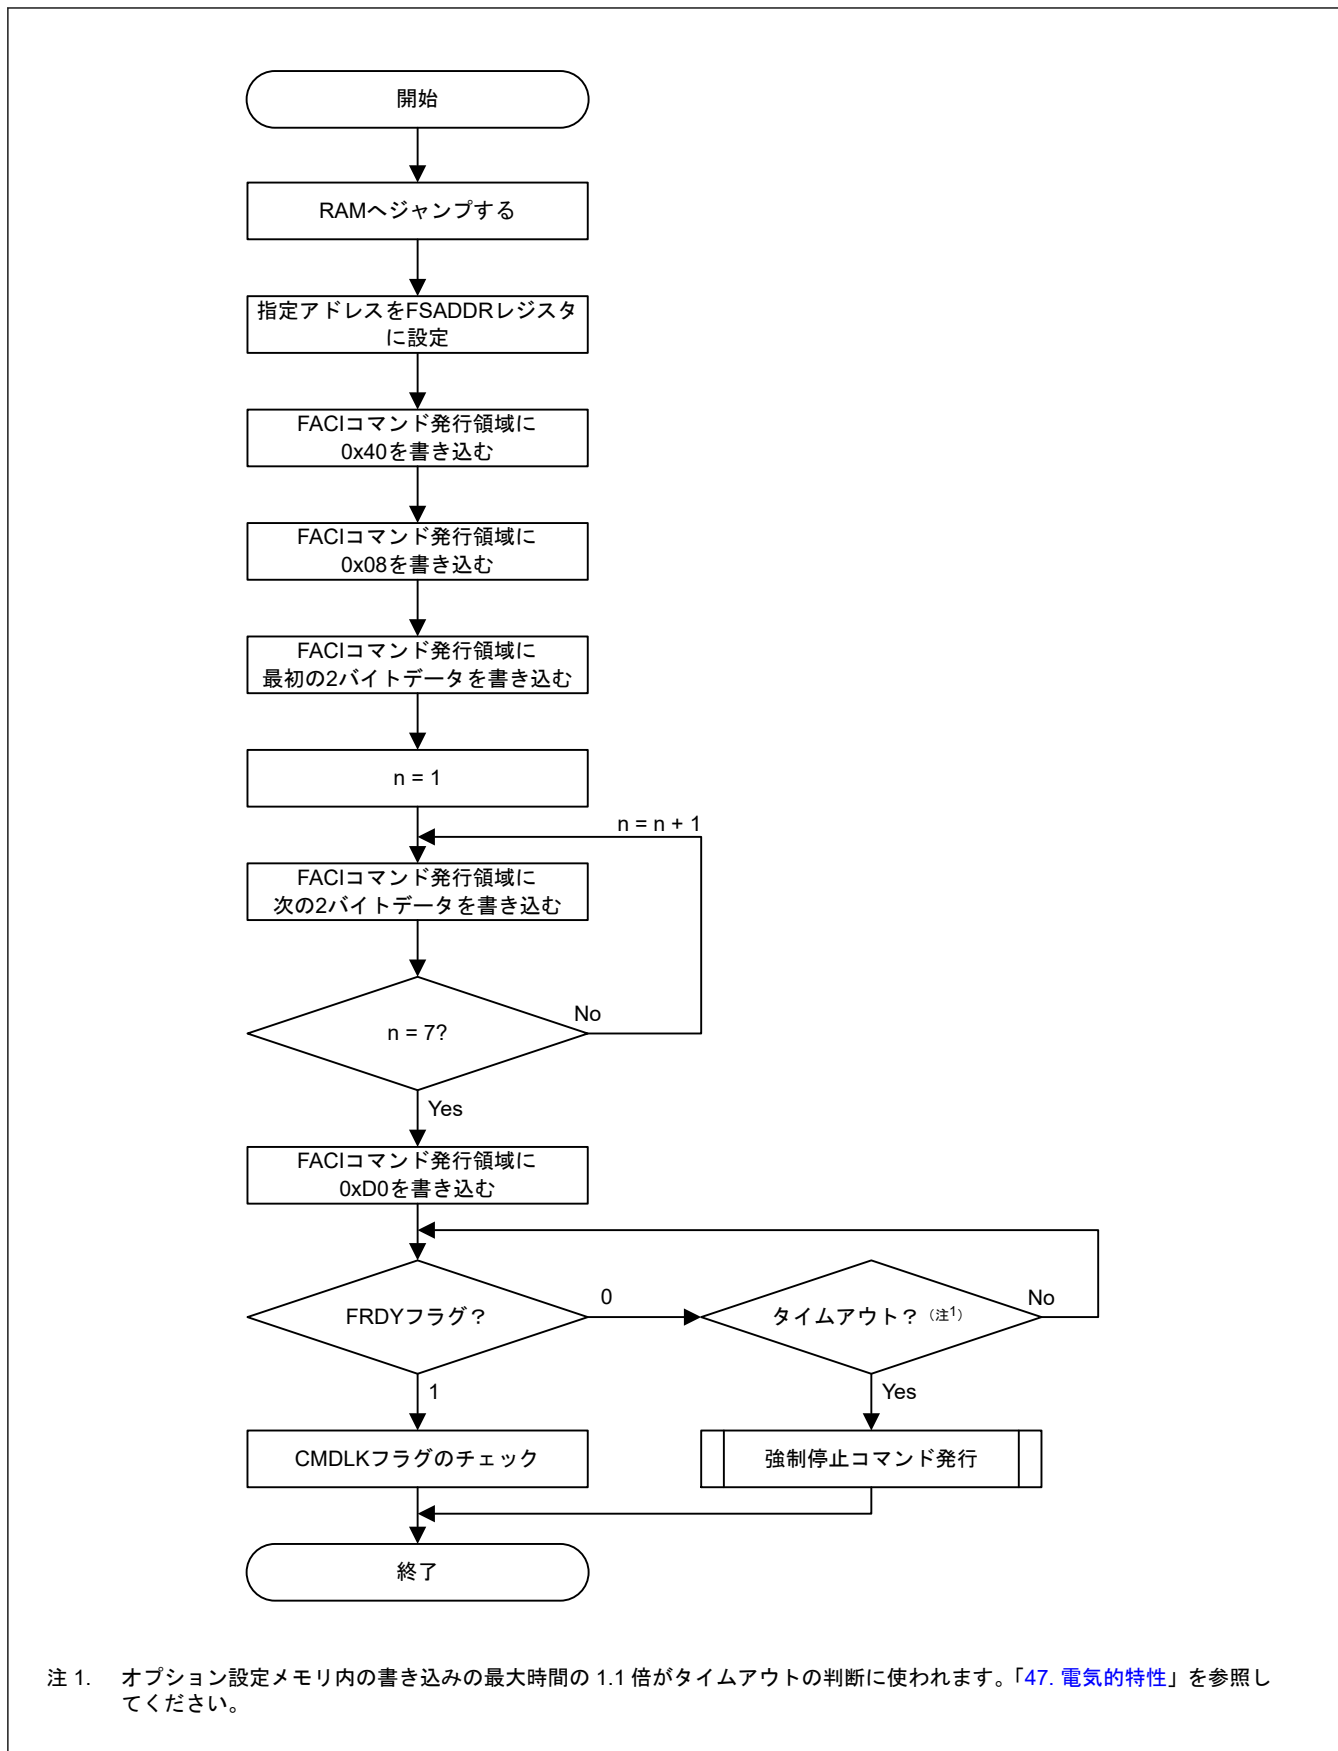 開始
RAMへジャンプする
指定アドレスをFSADDRレジスタ
に設定
FACIコマンド発行領域に
0x40を書き込む
FACIコマンド発行領域に
0x08を書き込む
FACIコマンド発行領域に
最初の2バイトデータを書き込む
n = 1
n = n + 1
FACIコマンド発行領域に
次の2バイトデータを書き込む
n = 7?
No
Yes
FACIコマンド発行領域に
0xD0を書き込む
FRDYフラグ？
0
タイムアウト？（注1）
No
1
Yes
CMDLKフラグのチェック
強制停止コマンド発行
終了
注 1. オプション設定メモリ内の書き込みの最大時間の 1.1 倍がタイムアウトの判断に使われます。「47. 電気的特性」を参照し
てください。